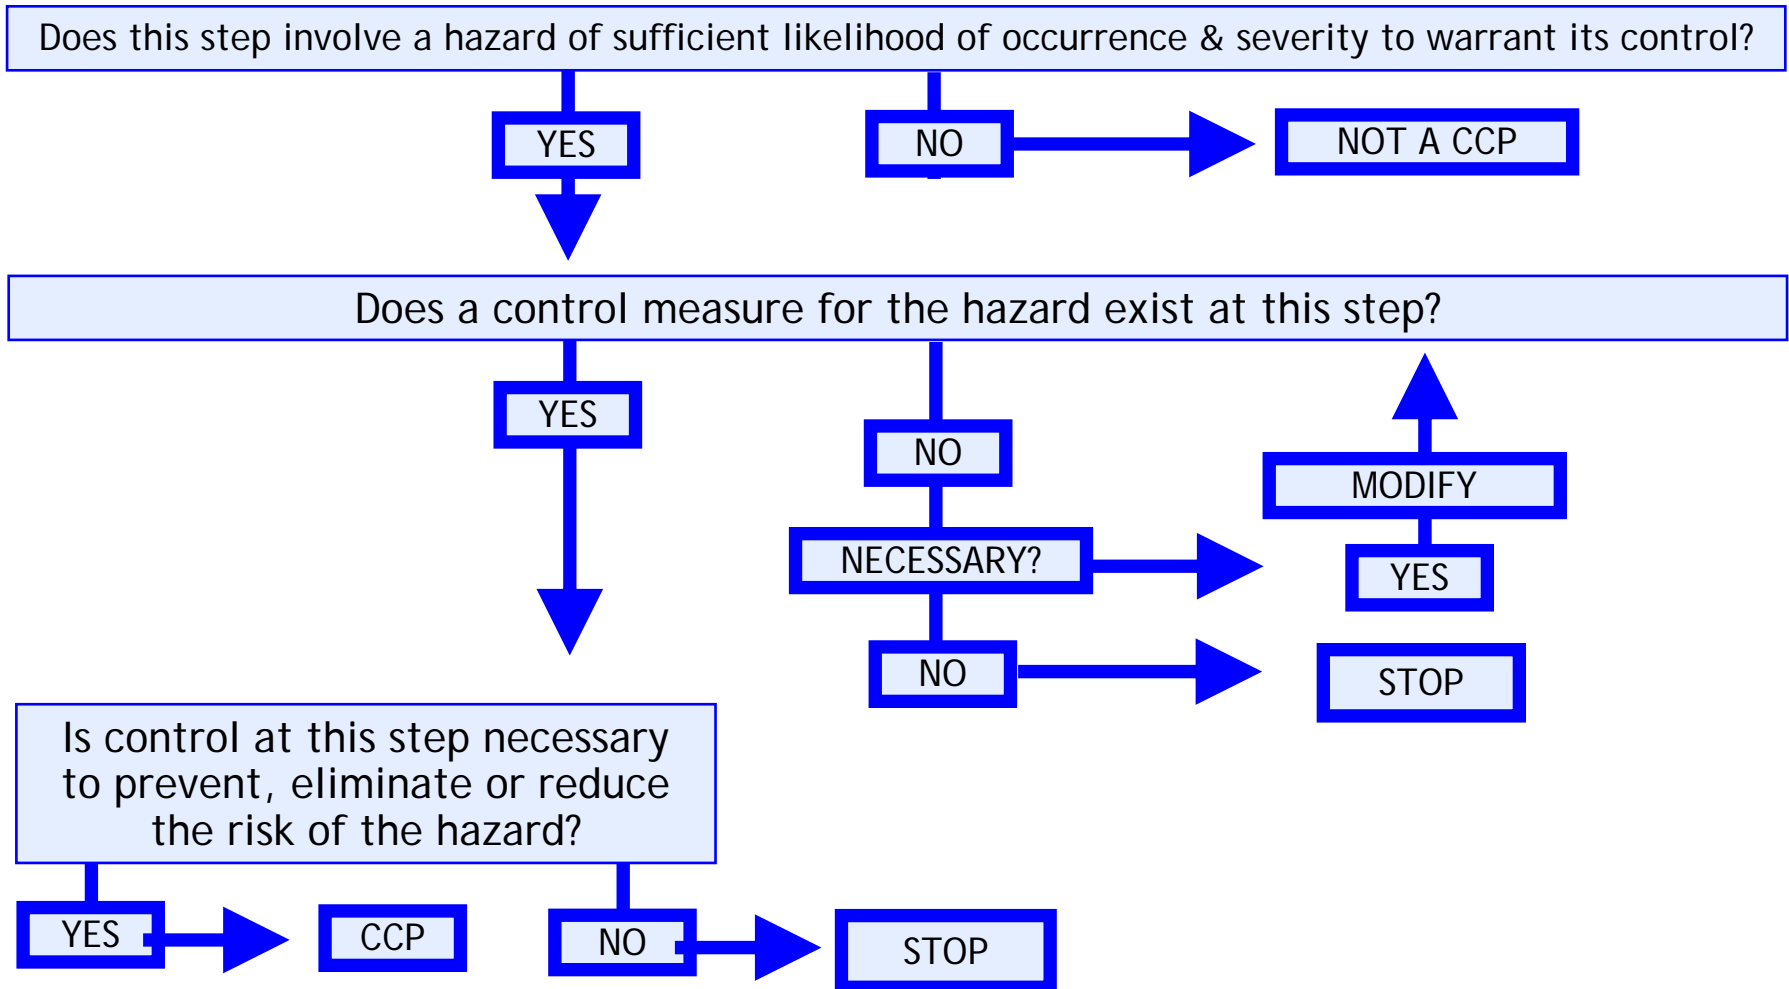 Does this step involve a hazard of sufficient likelihood of occurrence & severity to warrant its control?
YES
NO
NOT A CCP
Does a control measure for the hazard exist at this step?
YES
NO
MODIFY
NECESSARY?
YES
NO
STOP
Is control at this step necessary
to prevent, eliminate or reduce
the risk of the hazard?
YES
CCP
NO
STOP